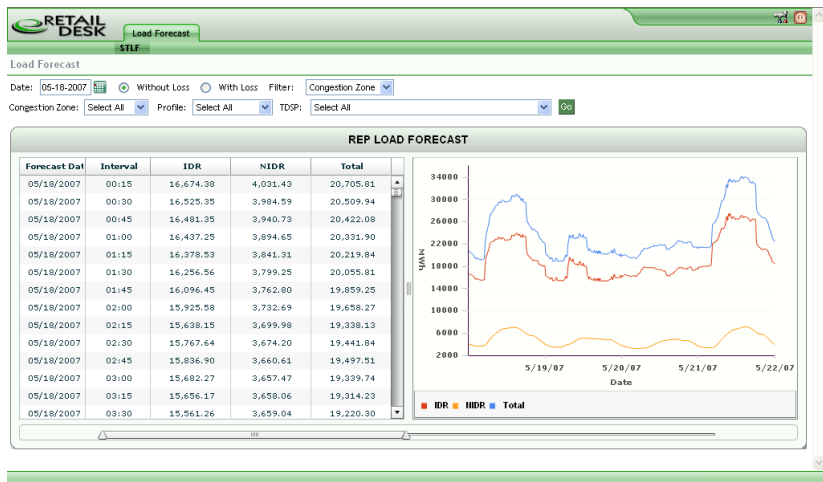 RETAIL
DESK
Load Forecast
STLF
Load Forecast
Date: 05-18-2007 Without Loss With Loss Filter: Congestion Zone
Congestion Zone: Select All Profile: Select All TDSP: Select All Go
REP LOAD FORECAST
Forecast Dat Interval IDR NIDR Total
05/18/2007 00:15 16,674.38 4,031.43 20,705.81
05/18/2007 00:30 16,525.35 3,984.59 20,509.94
05/18/2007 00:45 16,481.35 3,940.73 20,422.08
05/18/2007 01:00 16,437.25 3,894.65 20,331.90
05/18/2007 01:15 16,378.53 3,841.31 20,219.84
05/18/2007 01:30 16,256.56 3,799.25 20,055.81
05/18/2007 01:45 16,096.45 3,762.80 19,859.25
05/18/2007 02:00 15,925.58 3,732.69 19,658.27
05/18/2007 02:15 15,638.15 3,699.98 19,338.13
05/18/2007 02:30 15,767.64 3,674.20 19,441.84
05/18/2007 02:45 15,836.90 3,660.61 19,497.51
05/18/2007 03:00 15,682.27 3,657.47 19,339.74
05/18/2007 03:15 15,656.17 3,658.06 19,314.23
05/18/2007 03:30 15,561.26 3,659.04 19,220.30
34000
30000
26000
22000
18000
14000
10000
6000
2000
MWh
5/19/07 5/20/07 5/21/07 5/22/07
Date
IDR NIDR Total